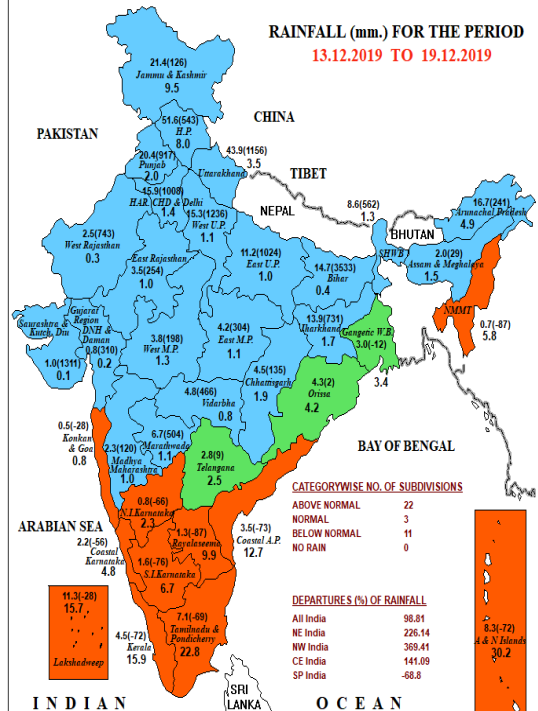 RAINFALL (mm.) FOR THE PERIOD
13.12.2019 TO 19.12.2019
21.4(126)
Jammu & Kashmir
9.5
CHINA
51.6(543)
H.P.
8.0
PAKISTAN
43.9(1156)
3.5
Uttarakhand
20.4(917)
Punjab
2.0
TIBET
15.9(1008)
HAR. CHD & Delhi
1.4
15.3(1236)
West U.P.
1.1
NEPAL
8.6(562)
1.3
16.7(241)
Arunachal Pradesh
4.9
BHUTAN
2.5(743)
West Rajasthan
0.3
East Rajasthan
3.5(254)
1.0
11.2(1024)
East U.P.
1.0
14.7(3533)
Bihar
0.4
SHWB
2.0(29)
Assam & Meghalaya
1.5
NMMT
0.7(-87)
5.8
Saurashtra &
Kutch, Diu
1.0(1311)
0.1
Gujarat
Region
DNH &
Daman
0.8(310)
0.2
3.8(198)
West M.P.
1.3
4.2(304)
East M.P.
1.1
13.9(731)
Jharkhand
1.7
Gangetic W.B.
3.0(-12)
3.4
4.5(135)
Chhattisgarh
1.9
4.3(2)
Orissa
4.2
4.8(466)
Vidarbha
0.8
0.5(-28)
Konkan
& Goa
0.8
2.3(120)
Madhya
Maharashtra
1.0
6.7(504)
Marathwada
1.1
2.8(9)
Telangana
2.5
BAY OF BENGAL
CATEGORYWISE NO. OF SUBDIVISIONS
ABOVE NORMAL 22
NORMAL 3
BELOW NORMAL 11
NO RAIN 0
ARABIAN SEA
0.8(-66)
N.I.Karnataka
2.3
2.2(-56)
Coastal
Karnataka
4.8
1.3(-87)
Rayalaseema
9.9
3.5(-73)
Coastal A.P.
12.7
1.6(-76)
S.I.Karnataka
6.7
11.3(-28)
15.7
Lakshadweep
7.1(-69)
Tamilnadu &
Pondicherry
22.8
4.5(-72)
Kerala
15.9
DEPARTURES (%) OF RAINFALL
All India 98.81
NE India 226.14
NW India 369.41
CE India 141.09
SP India -68.8
8.3(-72)
A & N Islands
30.2
SRI
LANKA
INDIAN OCEAN